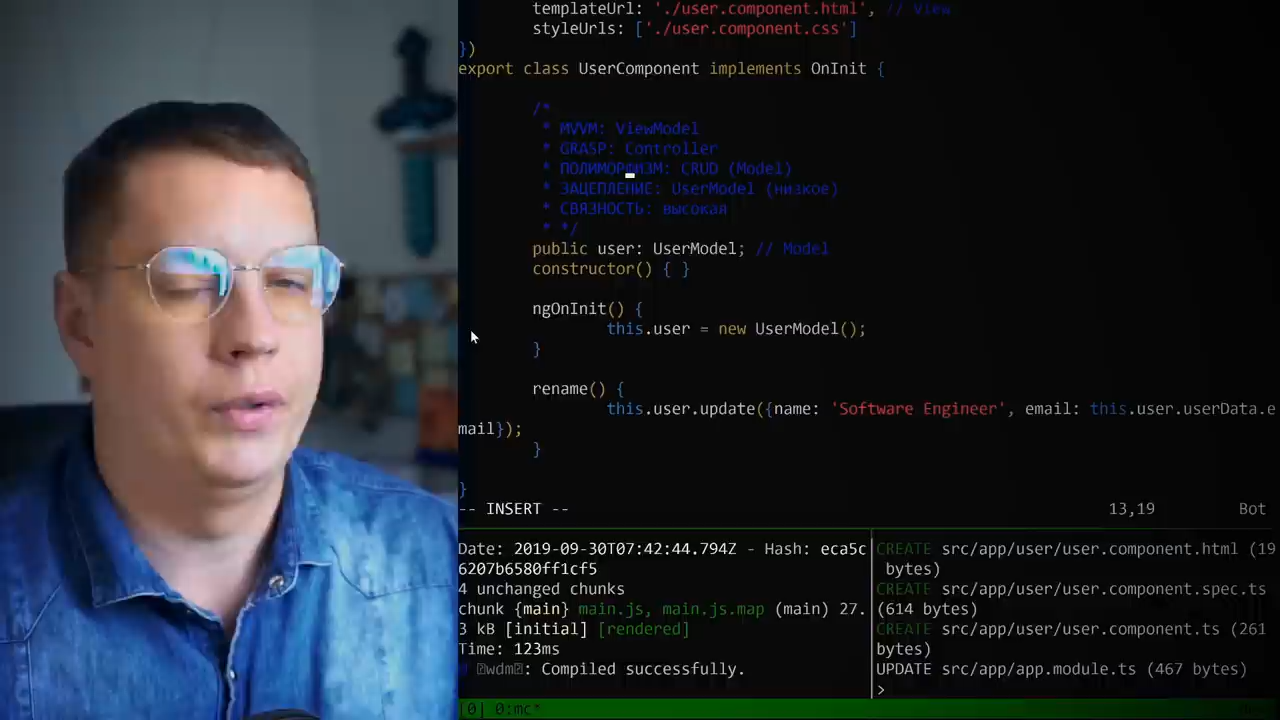 templateUrl: './user.component.html', // View
styleUrls: ['./user.component.css']
})
export class UserComponent implements OnInit {
/*
* MVVM: ViewModel
* GRASP: Controller
* ПОЛИМОРФИЗМ: CRUD (Model)
* ЗАЦЕПЛЕНИЕ: UserModel (низкое)
* СВЯЗНОСТЬ: высокая
* */
public user: UserModel; // Model
constructor() { }
ngOnInit() {
this.user = new UserModel();
}
rename() {
this.user.update({name: 'Software Engineer', email: this.user.userData.e
mail});
}
}
-- INSERT -- 13,19 Bot
Date: 2019-09-30T07:42:44.794Z - Hash: eca5c
6207b6580ff1cf5
4 unchanged chunks
chunk {main} main.js, main.js.map (main) 27.
3 kB [initial] [rendered]
Time: 123ms
「wdm」: Compiled successfully.
CREATE src/app/user/user.component.html (19
bytes)
CREATE src/app/user/user.component.spec.ts
(614 bytes)
CREATE src/app/user/user.component.ts (261
bytes)
UPDATE src/app/app.module.ts (467 bytes)
>
[0] 0:mc*